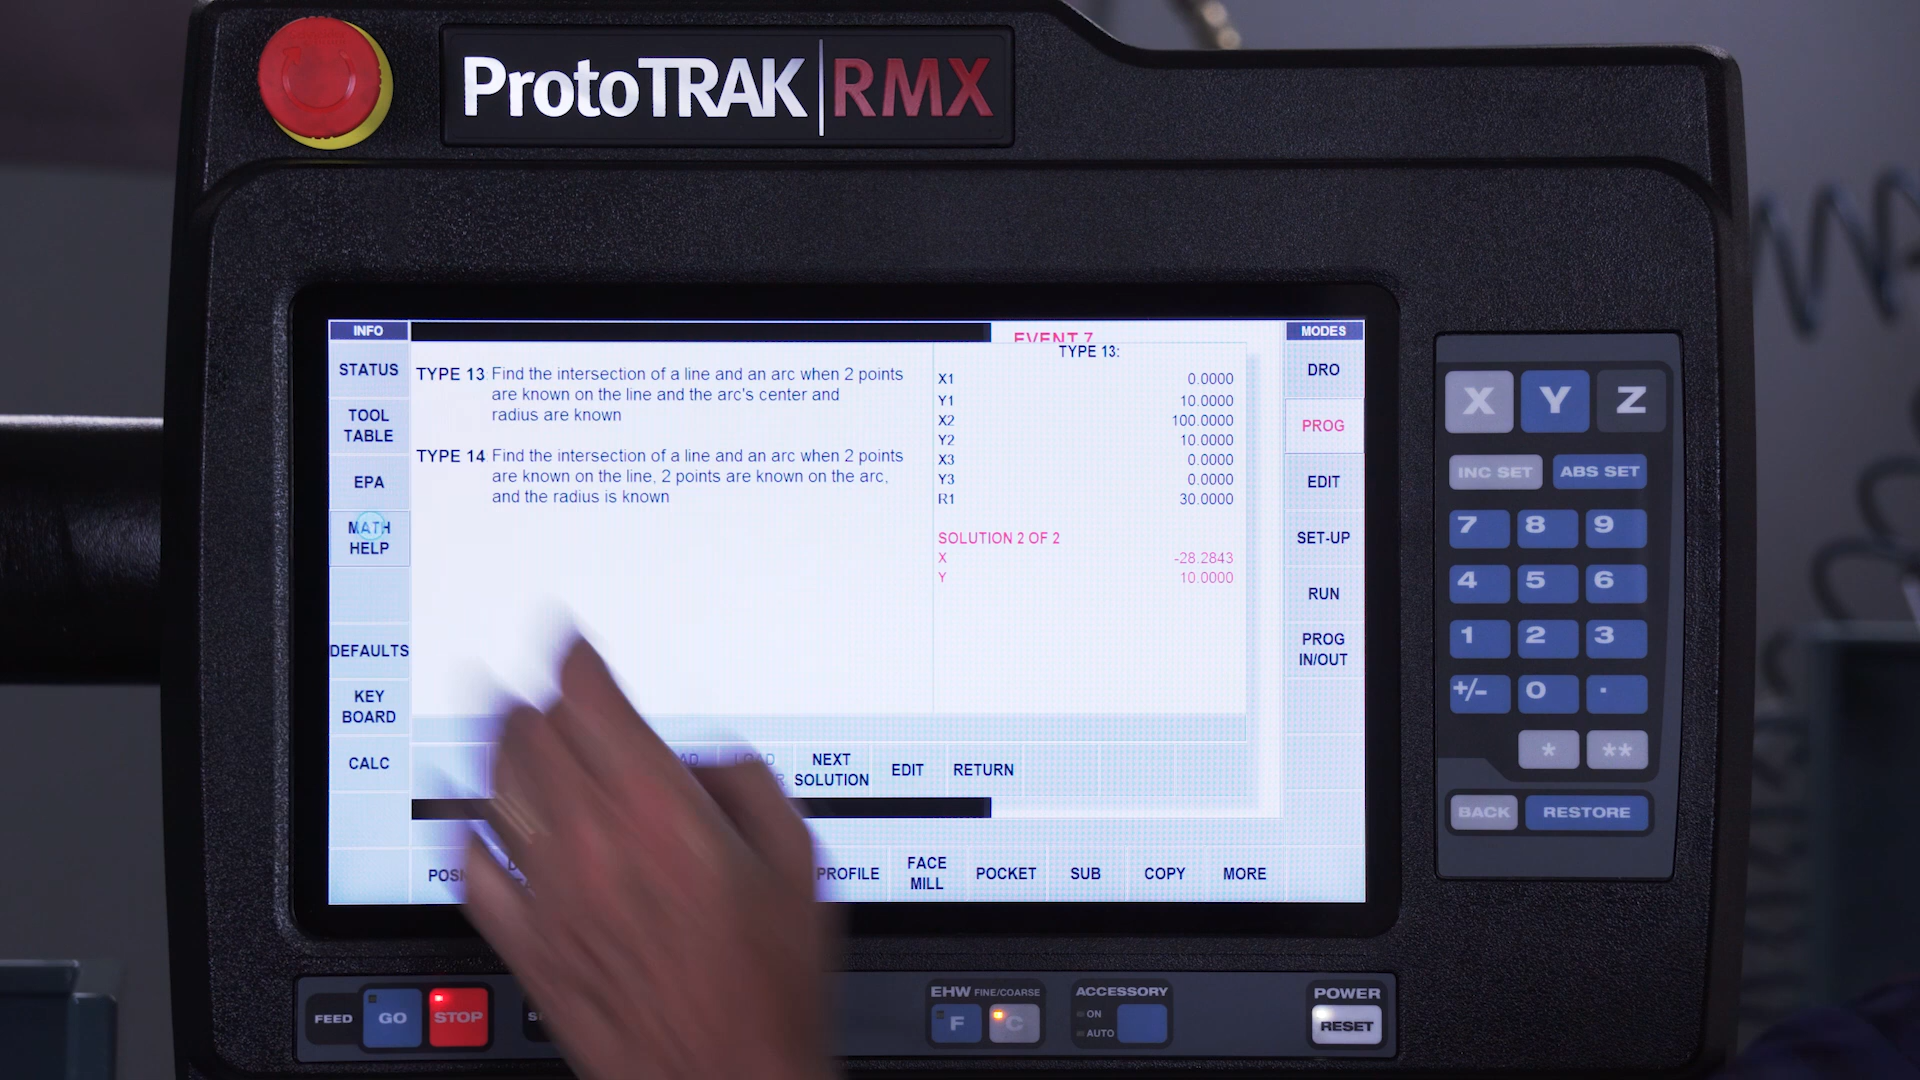 ProtoTRAK RMX
INFO
STATUS
TOOL
TABLE
EPA
MATH
HELP
DEFAULTS
KEY
BOARD
CALC
TYPE 13 Find the intersection of a line and an arc when 2 points
are known on the line and the arc's center and
radius are known
TYPE 14 Find the intersection of a line and an arc when 2 points
are known on the line, 2 points are known on the arc,
and the radius is known
EVENT 7
TYPE 13:
X1 0.0000
Y1 10.0000
X2 100.0000
Y2 10.0000
X3 0.0000
Y3 0.0000
R1 30.0000
SOLUTION 2 OF 2
X -28.2843
Y 10.0000
LOAD
NEXT
SOLUTION
EDIT
RETURN
PROFILE
FACE
MILL
POCKET
SUB
COPY
MORE
MODES
DRO
PROG
EDIT
SET-UP
RUN
PROG
IN/OUT
X Y Z
INC SET ABS SET
7 8 9
4 5 6
1 2 3
+/- 0 .
* **
BACK RESTORE
FEED GO STOP
EHW FINE/COARSE
F C
ACCESSORY
ON
AUTO
POWER
RESET